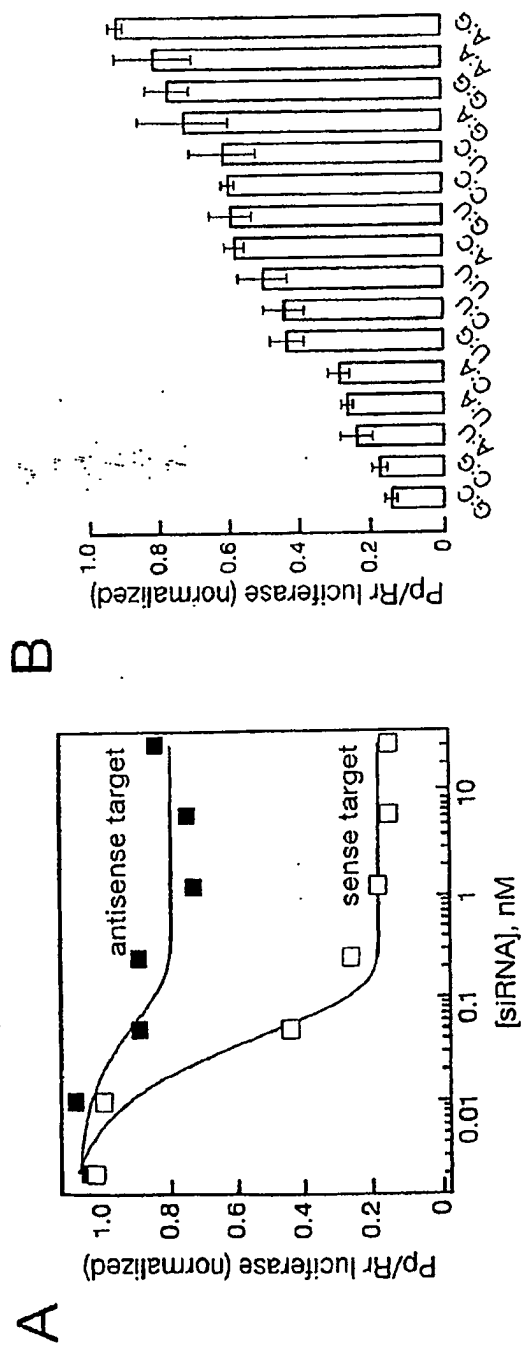 A
Pp/Rr luciferase (normalized)
1.0
0.8
0.6
0.4
0.2
antisense target
sense target
0.01
0.1
1
10
[siRNA], nM
B
Pp/Rr luciferase (normalized)
1.0
0.8
0.6
0.4
0.2
0
G:C
C:G
A:U
U:A
C:A
U:G
C:U
U:U
A:C
G:U
C:C
U:C
G:A
G:G
A:A
A:G